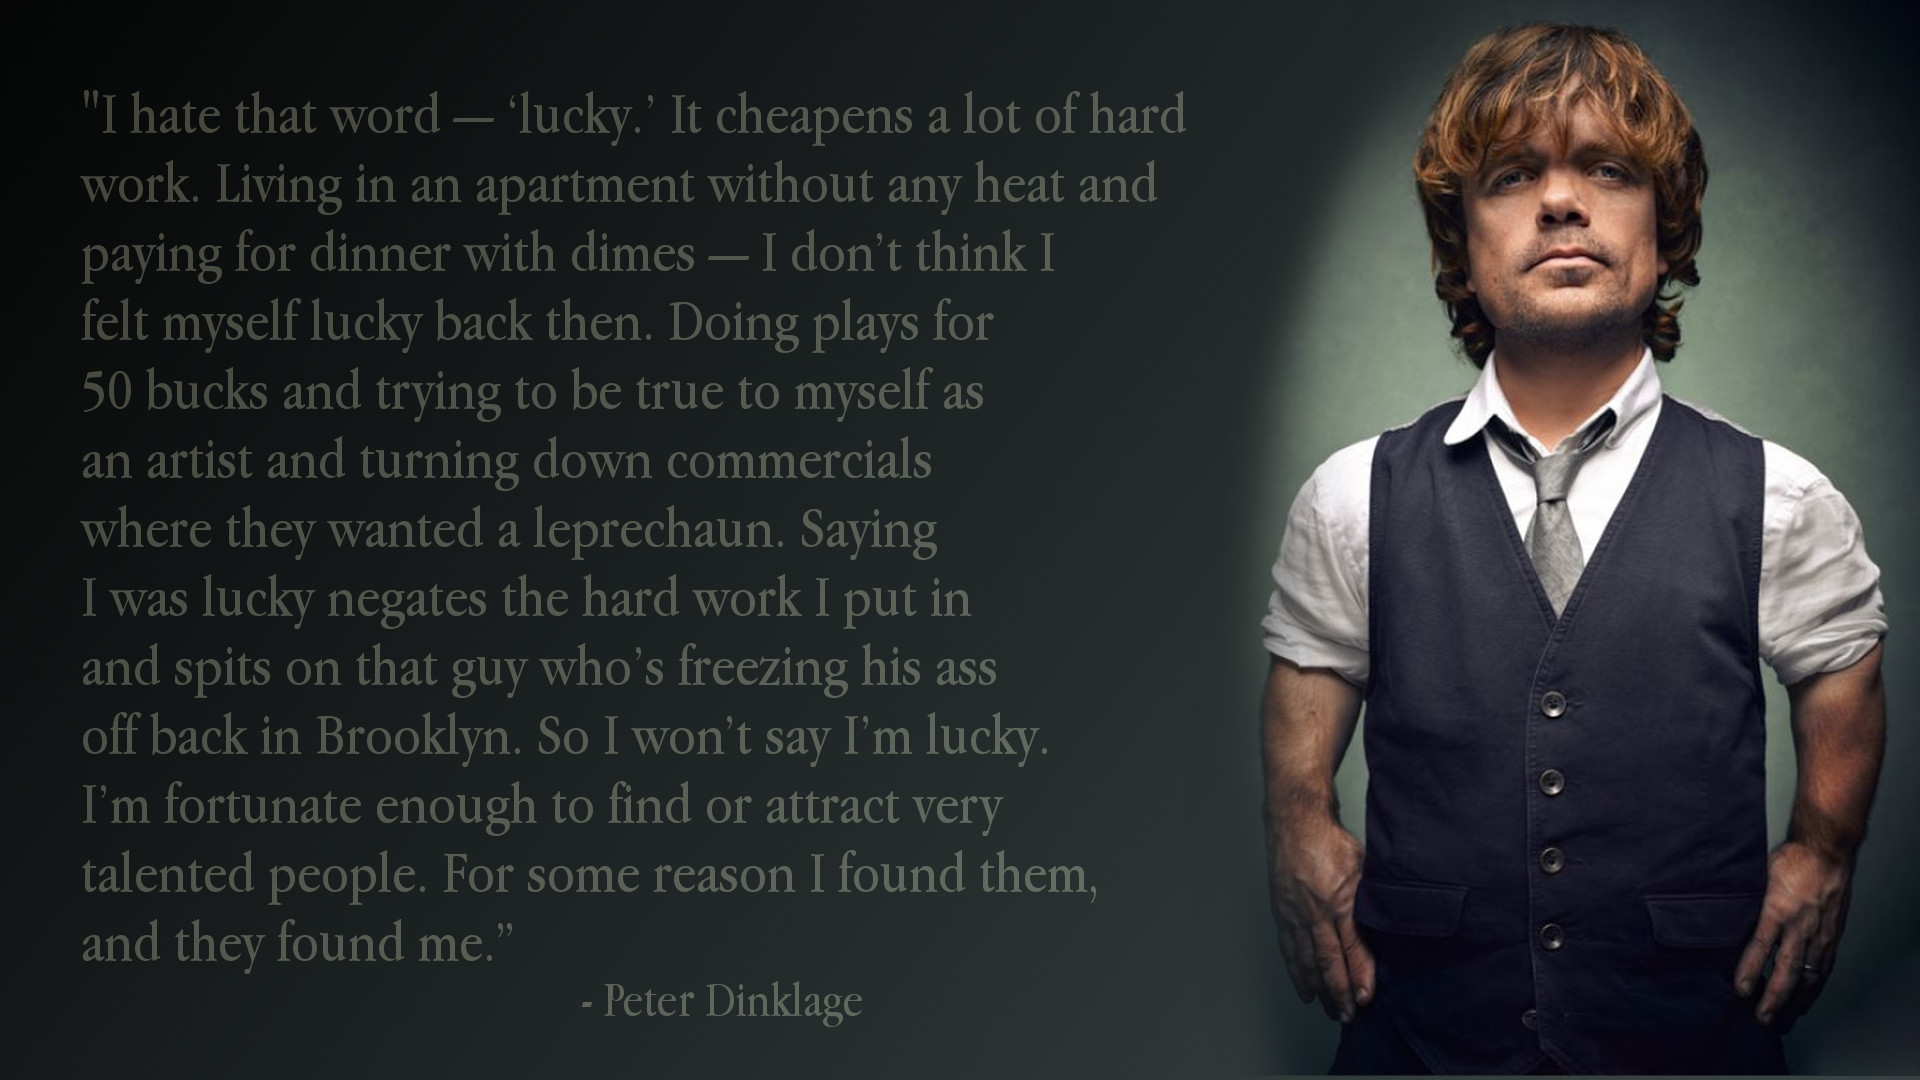 "I hate that word — ‘lucky.’ It cheapens a lot of hard
work. Living in an apartment without any heat and
paying for dinner with dimes — I don’t think I
felt myself lucky back then. Doing plays for
50 bucks and trying to be true to myself as
an artist and turning down commercials
where they wanted a leprechaun. Saying
I was lucky negates the hard work I put in
and spits on that guy who’s freezing his ass
off back in Brooklyn. So I won’t say I’m lucky.
I’m fortunate enough to find or attract very
talented people. For some reason I found them,
and they found me.”
- Peter Dinklage